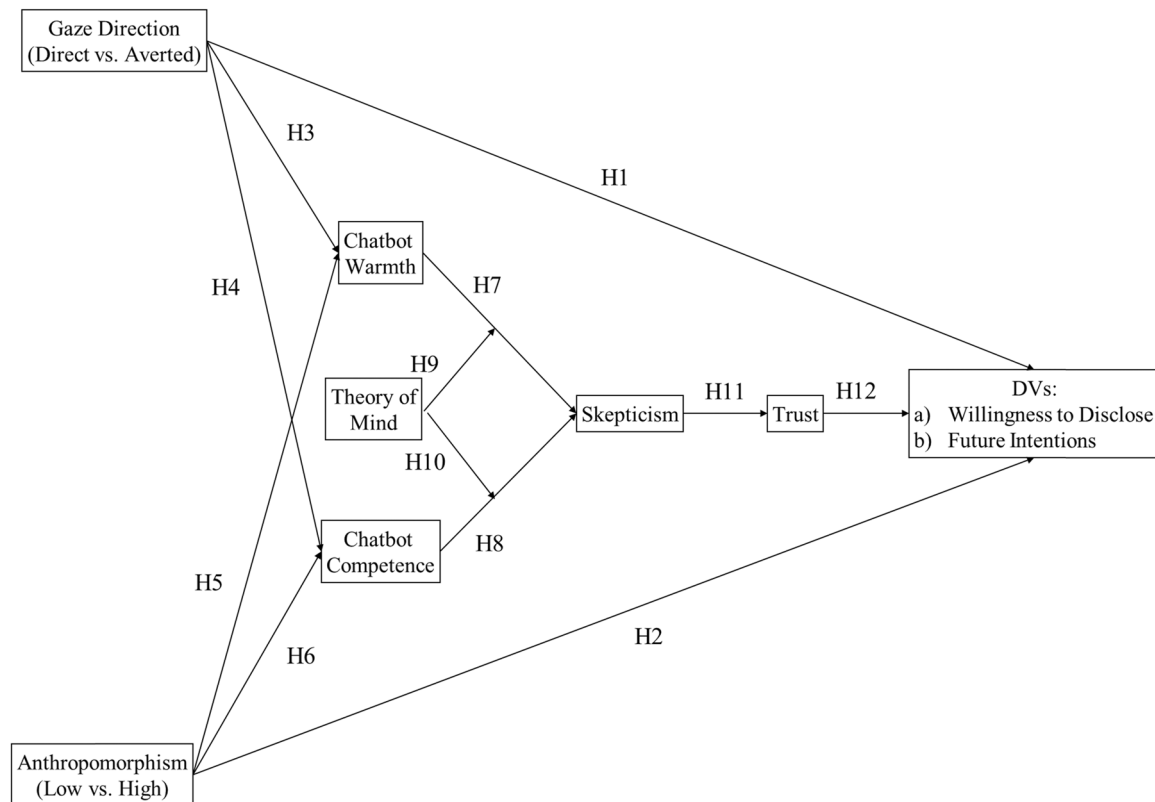 Gaze Direction
(Direct vs. Averted)
H3
H1
Chatbot
Warmth
H4
H7
H9
Theory of
Mind
H10
Skepticism
H11
Trust
H12
DVs:
a) Willingness to Disclose
b) Future Intentions
Chatbot
Competence
H8
H5
H6
H2
Anthropomorphism
(Low vs. High)